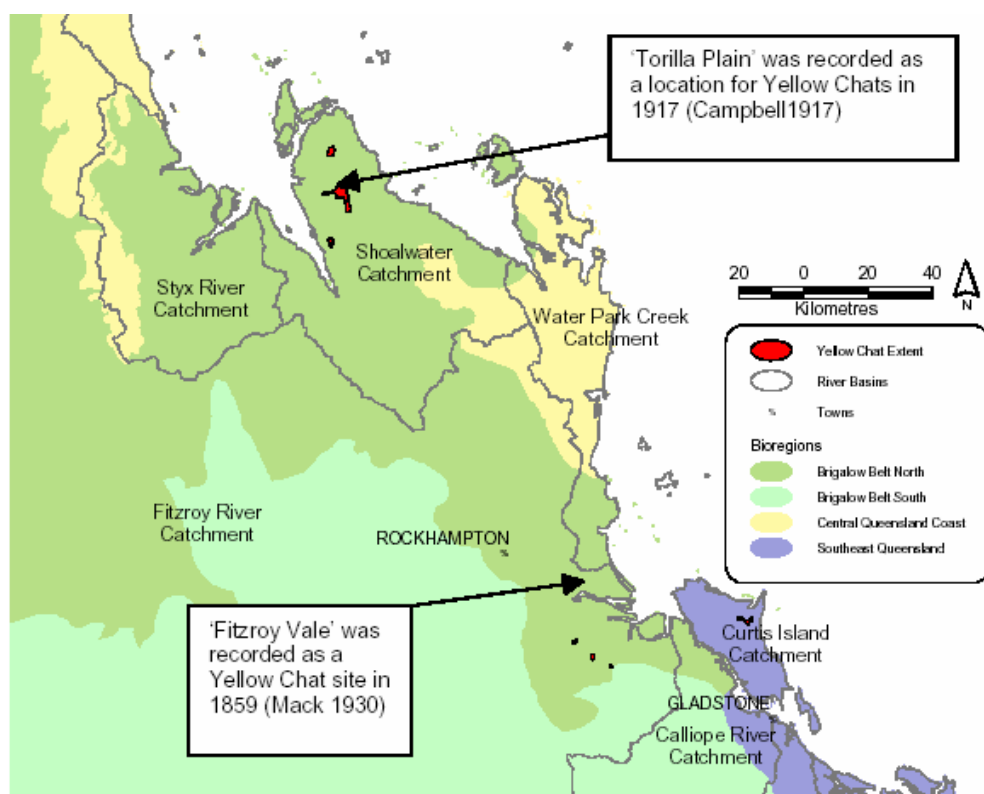 ‘Torilla Plain’ was recorded as
a location for Yellow Chats in
1917 (Campbell1917)
Shoalwater
Catchment
Styx River
Catchment
Water Park Creek
Catchment
20 0 20 40
Kilometres
N
Yellow Chat Extent
River Basins
Towns
Bioregions
Brigalow Belt North
Brigalow Belt South
Central Queensland Coast
Southeast Queensland
Fitzroy River
Catchment
ROCKHAMPTON
‘Fitzroy Vale’ was
recorded as a
Yellow Chat site in
1859 (Mack 1930)
Curtis Island
Catchment
GLADSTONE
Calliope River
Catchment